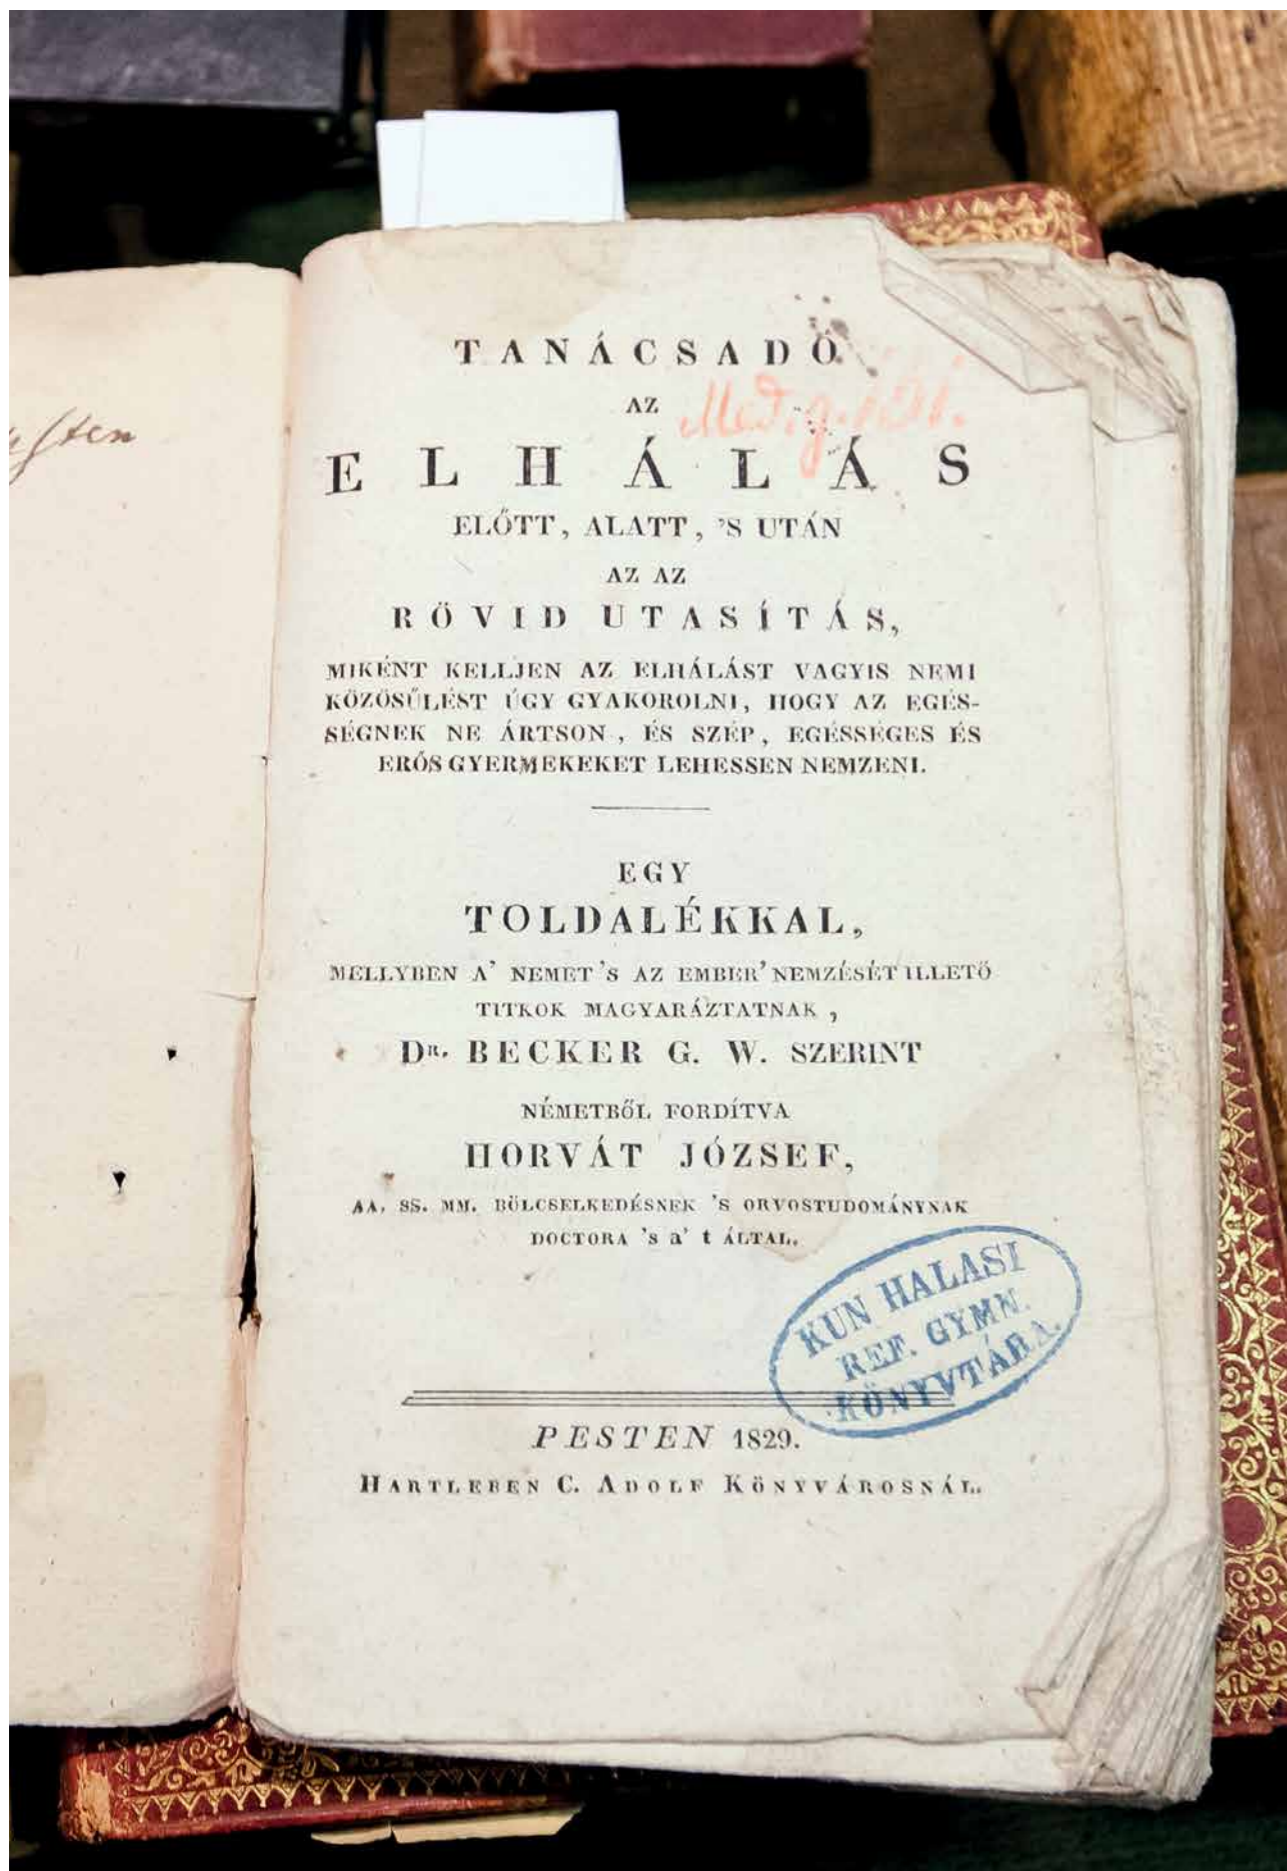 TANÁCSADÓ
AZ
ELHÁLÁS
ELŐTT, ALATT, 'S UTÁN
AZ AZ
RÖVID UTASÍTÁS,
MIKÉNT KELLJEN AZ ELHÁLÁST VAGYIS NEMI
KÖZÖSŰLÉST ÚGY GYAKOROLNI, HOGY AZ EGÉS-
SÉGNEK NE ÁRTSON, ÉS SZÉP, EGÉSSÉGES ÉS
ERŐS GYERMEKEKET LEHESSEN NEMZENI.
EGY
TOLDALÉKKAL,
MELLYBEN A' NEMET 'S AZ EMBER' NEMZÉSÉT ILLETŐ
TITKOK MAGYARÁZTATNAK,
DR. BECKER G. W. SZERINT
NÉMETBŐL FORDÍTVA
HORVÁT JÓZSEF,
AA. SS. MM. BÖLCSELKEDÉSNEK 'S ORVOSTUDOMÁNYNAK
DOCTORA 's a' t ÁLTAL.
KUN HALASI
REF. GYMN.
KÖNYVTÁRA.
PESTEN 1829.
HARTLEBEN C. ADOLF KÖNYVÁROSNÁL.